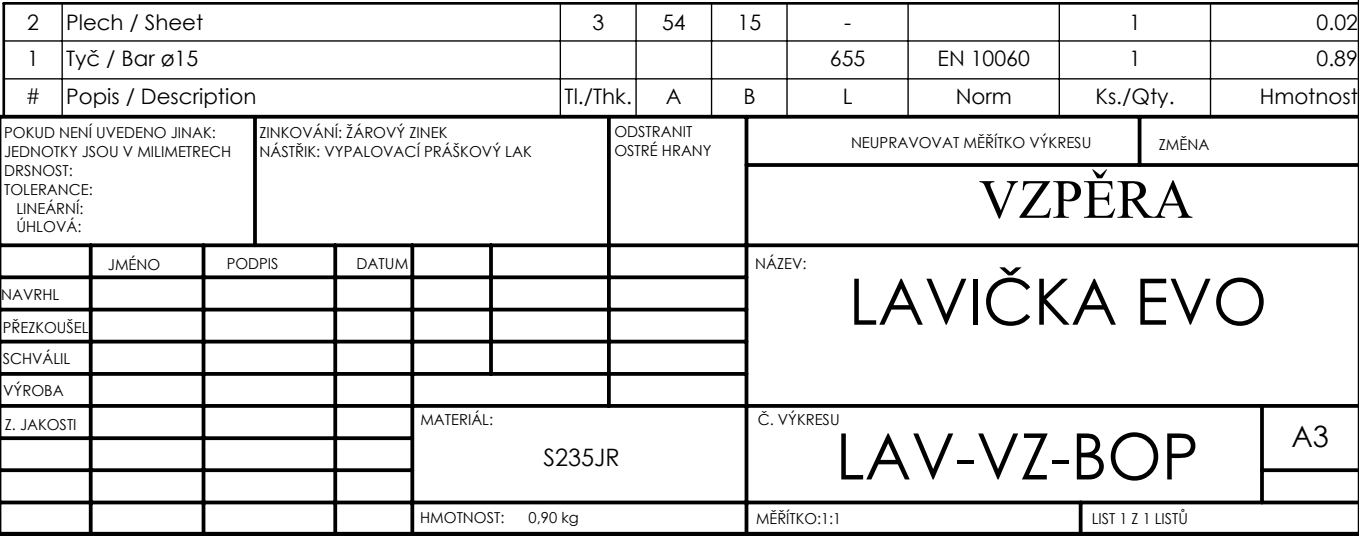 2 Plech / Sheet 3 54 15 - 1 0.02
1 Tyč / Bar ø15 655 EN 10060 1 0.89
# Popis / Description Tl./Thk. A B L Norm Ks./Qty. Hmotnost
POKUD NENÍ UVEDENO JINAK:
JEDNOTKY JSOU V MILIMETRECH
DRSNOST:
TOLERANCE:
LINEÁRNÍ:
ÚHLOVÁ:
ZINKOVÁNÍ: ŽÁROVÝ ZINEK
NÁSTŘIK: VYPALOVACÍ PRÁŠKOVÝ LAK
ODSTRANIT
OSTRÉ HRANY
NEUPRAVOVAT MĚŘÍTKO VÝKRESU
ZMĚNA
VZPĚRA
JMÉNO PODPIS DATUM
NAVRHL
PŘEZKOUŠEL
SCHVÁLIL
VÝROBA
Z. JAKOSTI
NÁZEV:
LAVIČKA EVO
MATERIÁL:
S235JR
Č. VÝKRESU
LAV-VZ-BOP
A3
HMOTNOST: 0,90 kg
MĚŘÍTKO:1:1
LIST 1 Z 1 LISTŮ